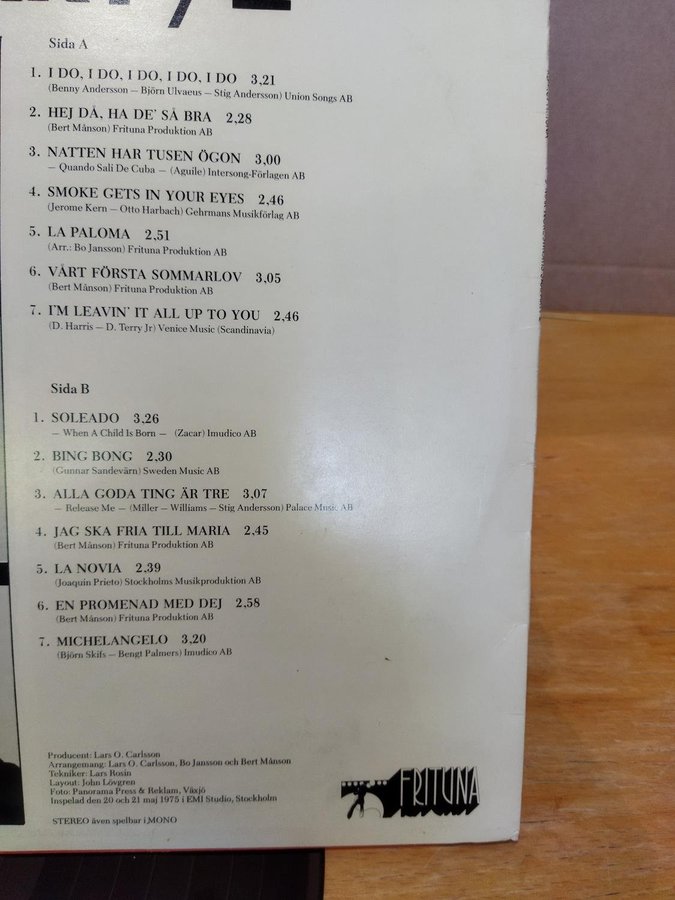 Sida A
1. I DO, I DO, I DO, I DO, I DO 3,21
(Benny Andersson – Björn Ulvaeus – Stig Andersson) Union Songs AB
2. HEJ DÅ, HA DE' SÅ BRA 2,28
(Bert Månson) Frituna Produktion AB
3. NATTEN HAR TUSEN ÖGON 3,00
– Quando Sali De Cuba – (Aguile) Intersong-Förlagen AB
4. SMOKE GETS IN YOUR EYES 2,46
(Jerome Kern – Otto Harbach) Gehrmans Musikförlag AB
5. LA PALOMA 2,51
(Arr.: Bo Jansson) Frituna Produktion AB
6. VÅRT FÖRSTA SOMMARLOV 3,05
(Bert Månson) Frituna Produktion AB
7. I'M LEAVIN' IT ALL UP TO YOU 2,46
(D. Harris – D. Terry Jr) Venice Music (Scandinavia)
Sida B
1. SOLEADO 3,26
– When A Child Is Born – (Zacar) Imudico AB
2. BING BONG 2,30
(Gunnar Sandevärn) Sweden Music AB
3. ALLA GODA TING ÄR TRE 3,07
– Release Me – (Miller – Williams – Stig Andersson) Palace Music AB
4. JAG SKA FRIA TILL MARIA 2,45
(Bert Månson) Frituna Produktion AB
5. LA NOVIA 2.39
(Joaquin Prieto) Stockholms Musikproduktion AB
6. EN PROMENAD MED DEJ 2,58
(Bert Månson) Frituna Produktion AB
7. MICHELANGELO 3,20
(Björn Skifs – Bengt Palmers) Imudico AB
Producent: Lars O. Carlsson
Arrangemang: Lars O. Carlsson, Bo Jansson och Bert Månson
Tekniker: Lars Rosin
Layout: John Lövgren
Foto: Panorama Press & Reklam, Växjö
Inspelad den 20 och 21 maj 1975 i EMI Studio, Stockholm
STEREO även spelbar i MONO
FRITUNA